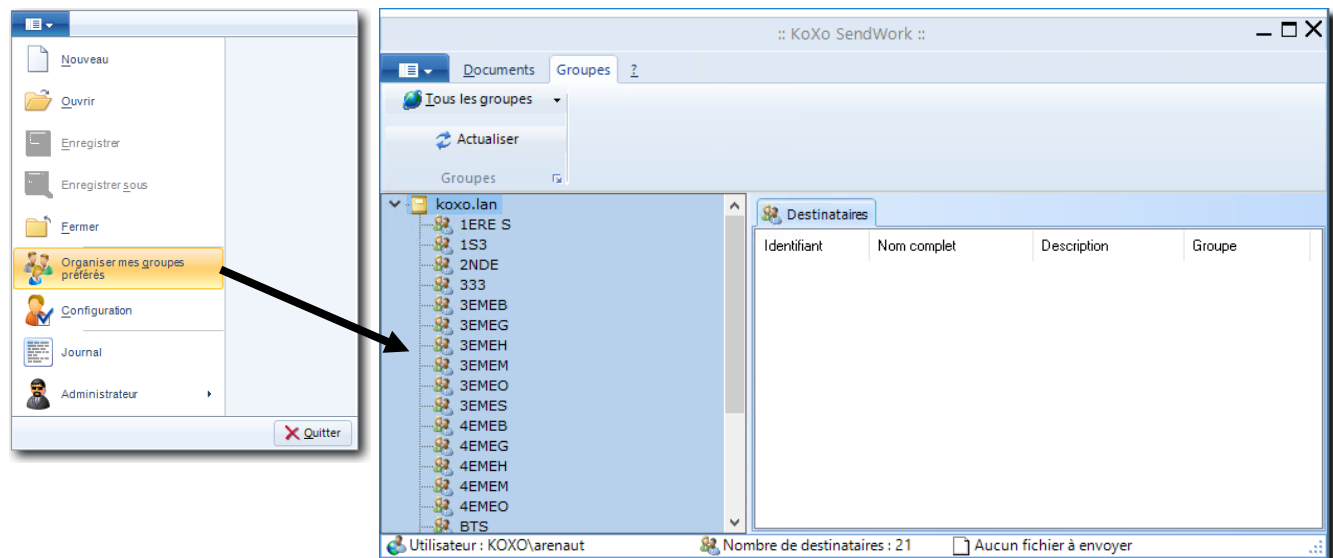 Nouveau
Ouvrir
Enregistrer
Enregistrer sous
Fermer
Organiser mes groupes
préférés
Configuration
Journal
Administrateur
Quitter
:: KoXo SendWork ::
Documents Groupes ?
Tous les groupes
Actualiser
Groupes
koxo.lan
1ERE S
1S3
2NDE
333
3EMEB
3EMEG
3EMEH
3EMEM
3EMEO
3EMES
4EMEB
4EMEG
4EMEH
4EMEM
4EMEO
BTS
Destinataires
Identifiant Nom complet Description Groupe
Utilisateur : KOXO\arenaut Nombre de destinataires : 21 Aucun fichier à envoyer